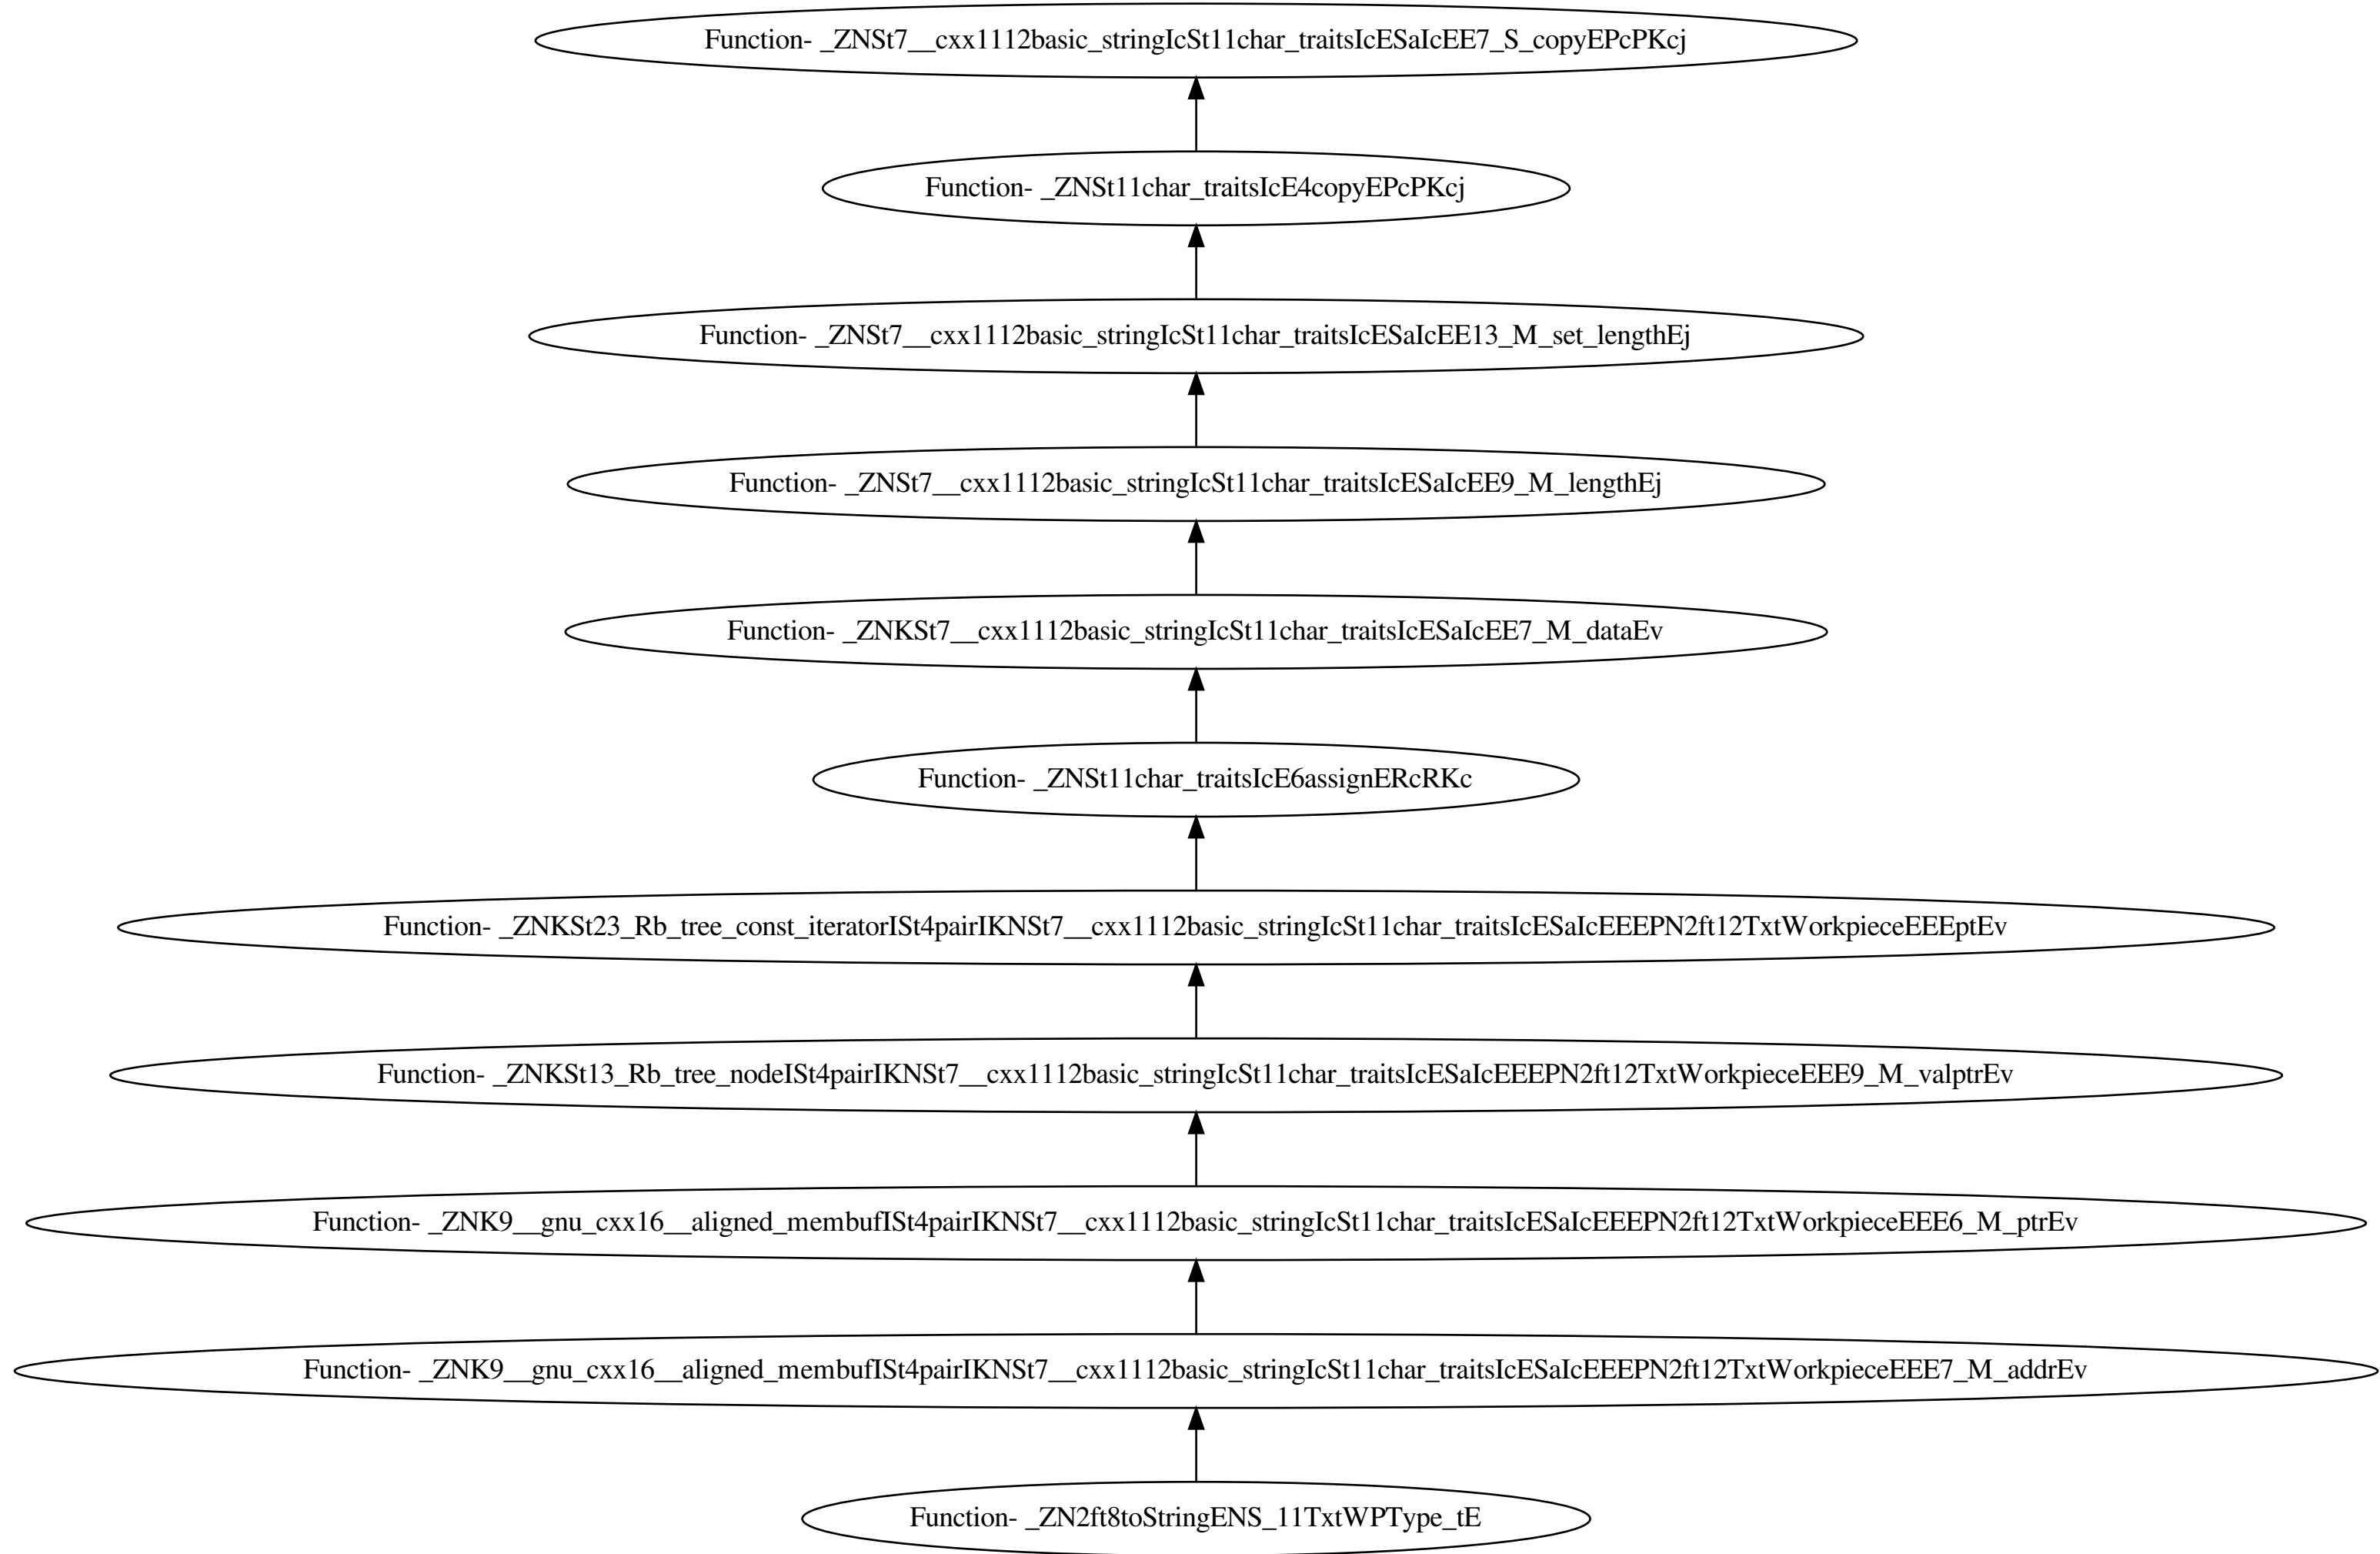 Function- _ZNSt7__cxx1112basic_stringIcSt11char_traitsIcESaIcEE7_S_copyEPcPKcj
Function- _ZNSt11char_traitsIcE4copyEPcPKcj
Function- _ZNSt7__cxx1112basic_stringIcSt11char_traitsIcESaIcEE13_M_set_lengthEj
Function- _ZNSt7__cxx1112basic_stringIcSt11char_traitsIcESaIcEE9_M_lengthEj
Function- _ZNKSt7__cxx1112basic_stringIcSt11char_traitsIcESaIcEE7_M_dataEv
Function- _ZNSt11char_traitsIcE6assignERcRKc
Function- _ZNKSt23_Rb_tree_const_iteratorISt4pairIKNSt7__cxx1112basic_stringIcSt11char_traitsIcESaIcEEEPN2ft12TxtWorkpieceEEEptEv
Function- _ZNKSt13_Rb_tree_nodeISt4pairIKNSt7__cxx1112basic_stringIcSt11char_traitsIcESaIcEEEPN2ft12TxtWorkpieceEEE9_M_valptrEv
Function- _ZNK9__gnu_cxx16__aligned_membufISt4pairIKNSt7__cxx1112basic_stringIcSt11char_traitsIcESaIcEEEPN2ft12TxtWorkpieceEEE6_M_ptrEv
Function- _ZNK9__gnu_cxx16__aligned_membufISt4pairIKNSt7__cxx1112basic_stringIcSt11char_traitsIcESaIcEEEPN2ft12TxtWorkpieceEEE7_M_addrEv
Function- _ZN2ft8toStringENS_11TxtWPType_tE